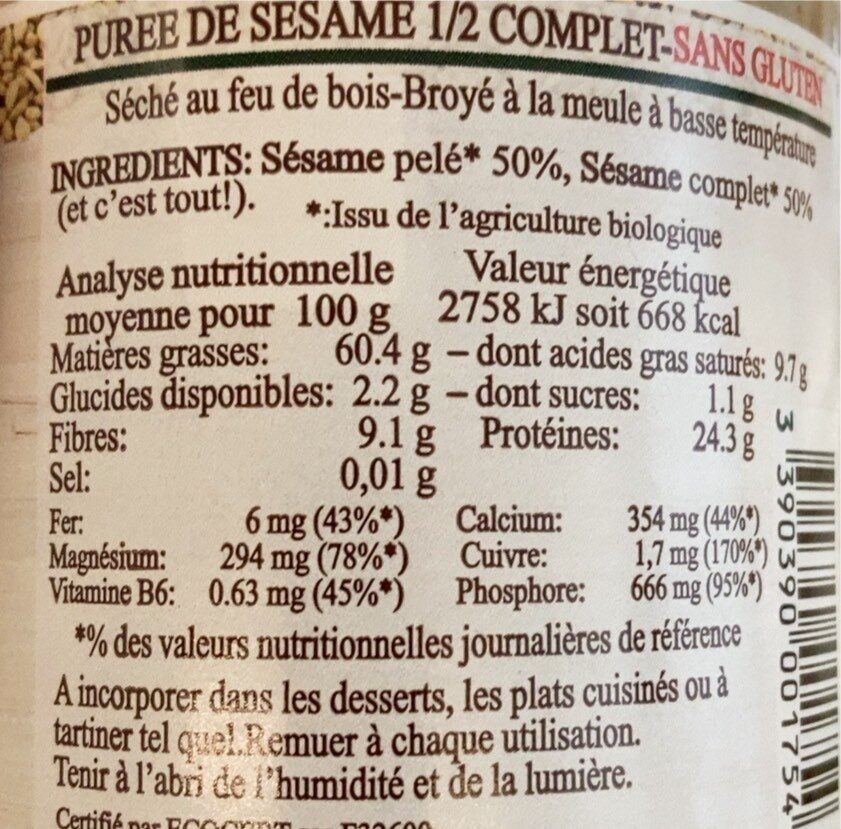 PUREE DE SESAME 1/2 COMPLET-SANS GLUTEN
Séché au feu de bois-Broyé à la meule à basse température
INGREDIENTS: Sésame pelé* 50%, Sésame complet* 50%
(et c'est tout!). *:Issu de l'agriculture biologique
Analyse nutritionnelle Valeur énergétique
moyenne pour 100 g 2758 kJ soit 668 kcal
Matières grasses: 60.4 g – dont acides gras saturés: 9.7 g
Glucides disponibles: 2.2 g – dont sucres: 1.1 g
Fibres: 9.1 g Protéines: 24.3 g
Sel: 0,01 g
Fer: 6 mg (43%*) Calcium: 354 mg (44%*)
Magnésium: 294 mg (78%*) Cuivre: 1,7 mg (170%*)
Vitamine B6: 0.63 mg (45%*) Phosphore: 666 mg (95%*)
*% des valeurs nutritionnelles journalières de référence
A incorporer dans les desserts, les plats cuisinés ou à
tartiner tel quel.Remuer à chaque utilisation.
Tenir à l'abri de l'humidité et de la lumière.
Certifié par
3 390390 001754